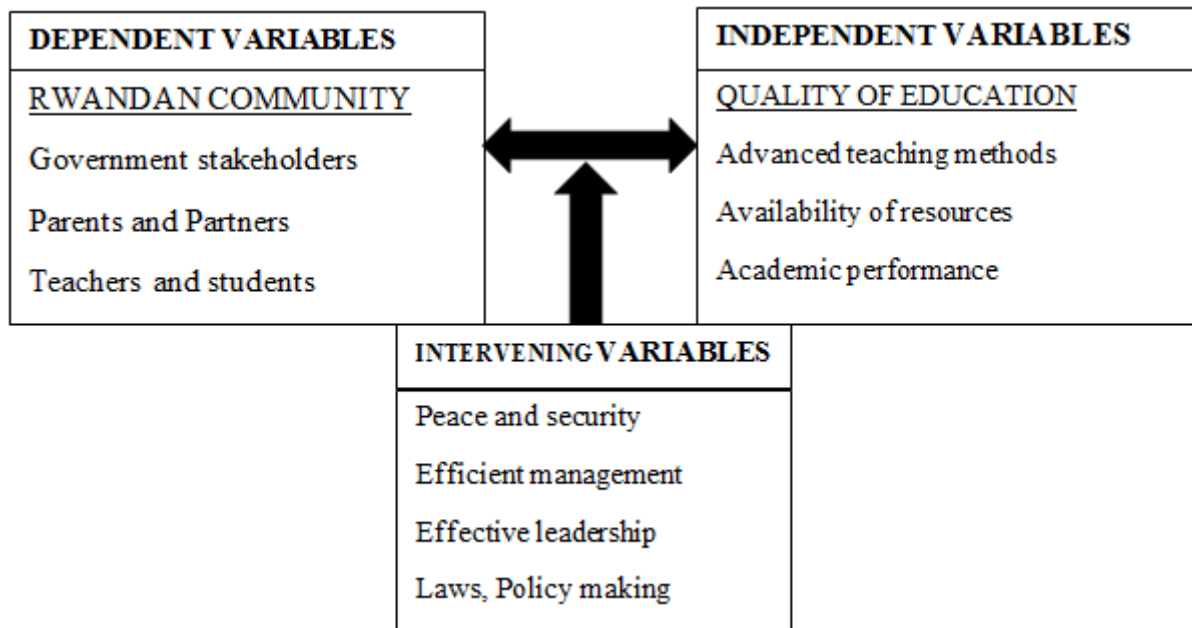 DEPENDENT VARIABLES
RWANDAN COMMUNITY
Government stakeholders
Parents and Partners
Teachers and students
INDEPENDENT VARIABLES
QUALITY OF EDUCATION
Advanced teaching methods
Availability of resources
Academic performance
INTERVENING VARIABLES
Peace and security
Efficient management
Effective leadership
Laws, Policy making